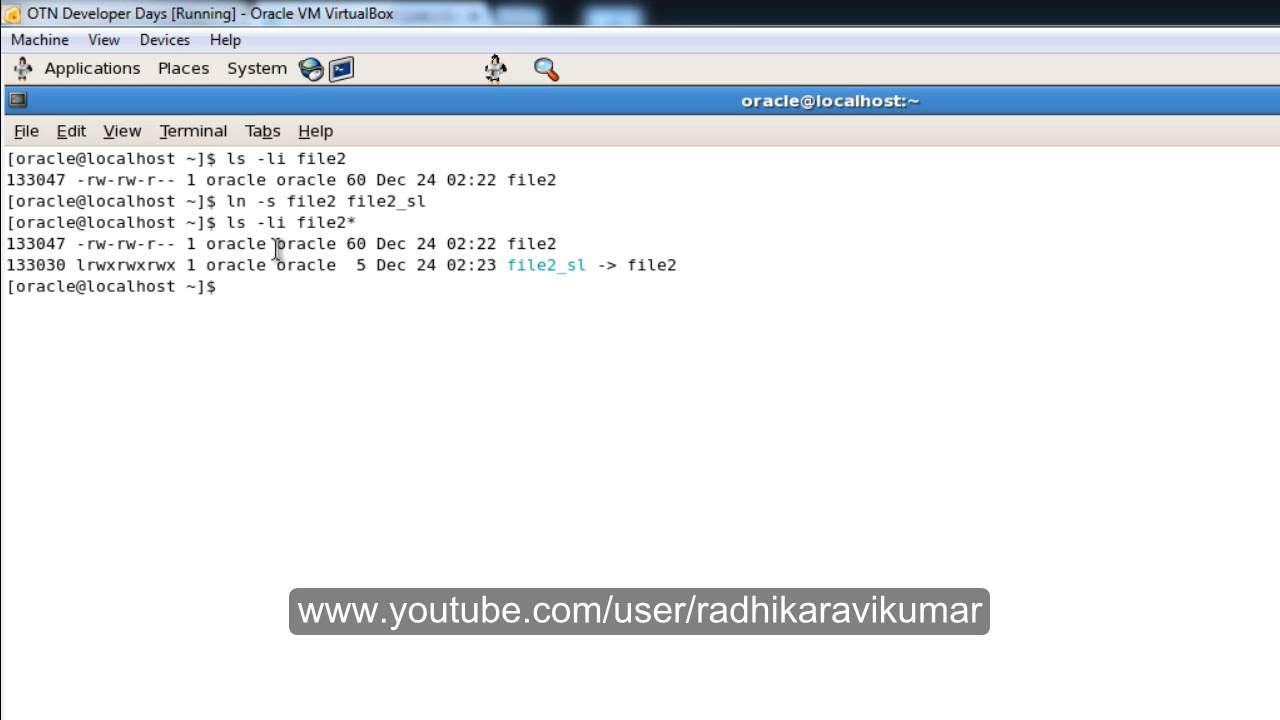 OTN Developer Days [Running] - Oracle VM VirtualBox
Machine View Devices Help
Applications Places System
oracle@localhost:~
File Edit View Terminal Tabs Help
[oracle@localhost ~]$ ls -li file2
133047 -rw-rw-r-- 1 oracle oracle 60 Dec 24 02:22 file2
[oracle@localhost ~]$ ln -s file2 file2_sl
[oracle@localhost ~]$ ls -li file2*
133047 -rw-rw-r-- 1 oracle oracle 60 Dec 24 02:22 file2
133030 lrwxrwxrwx 1 oracle oracle  5 Dec 24 02:23 file2_sl -> file2
[oracle@localhost ~]$
www.youtube.com/user/radhikaravikumar